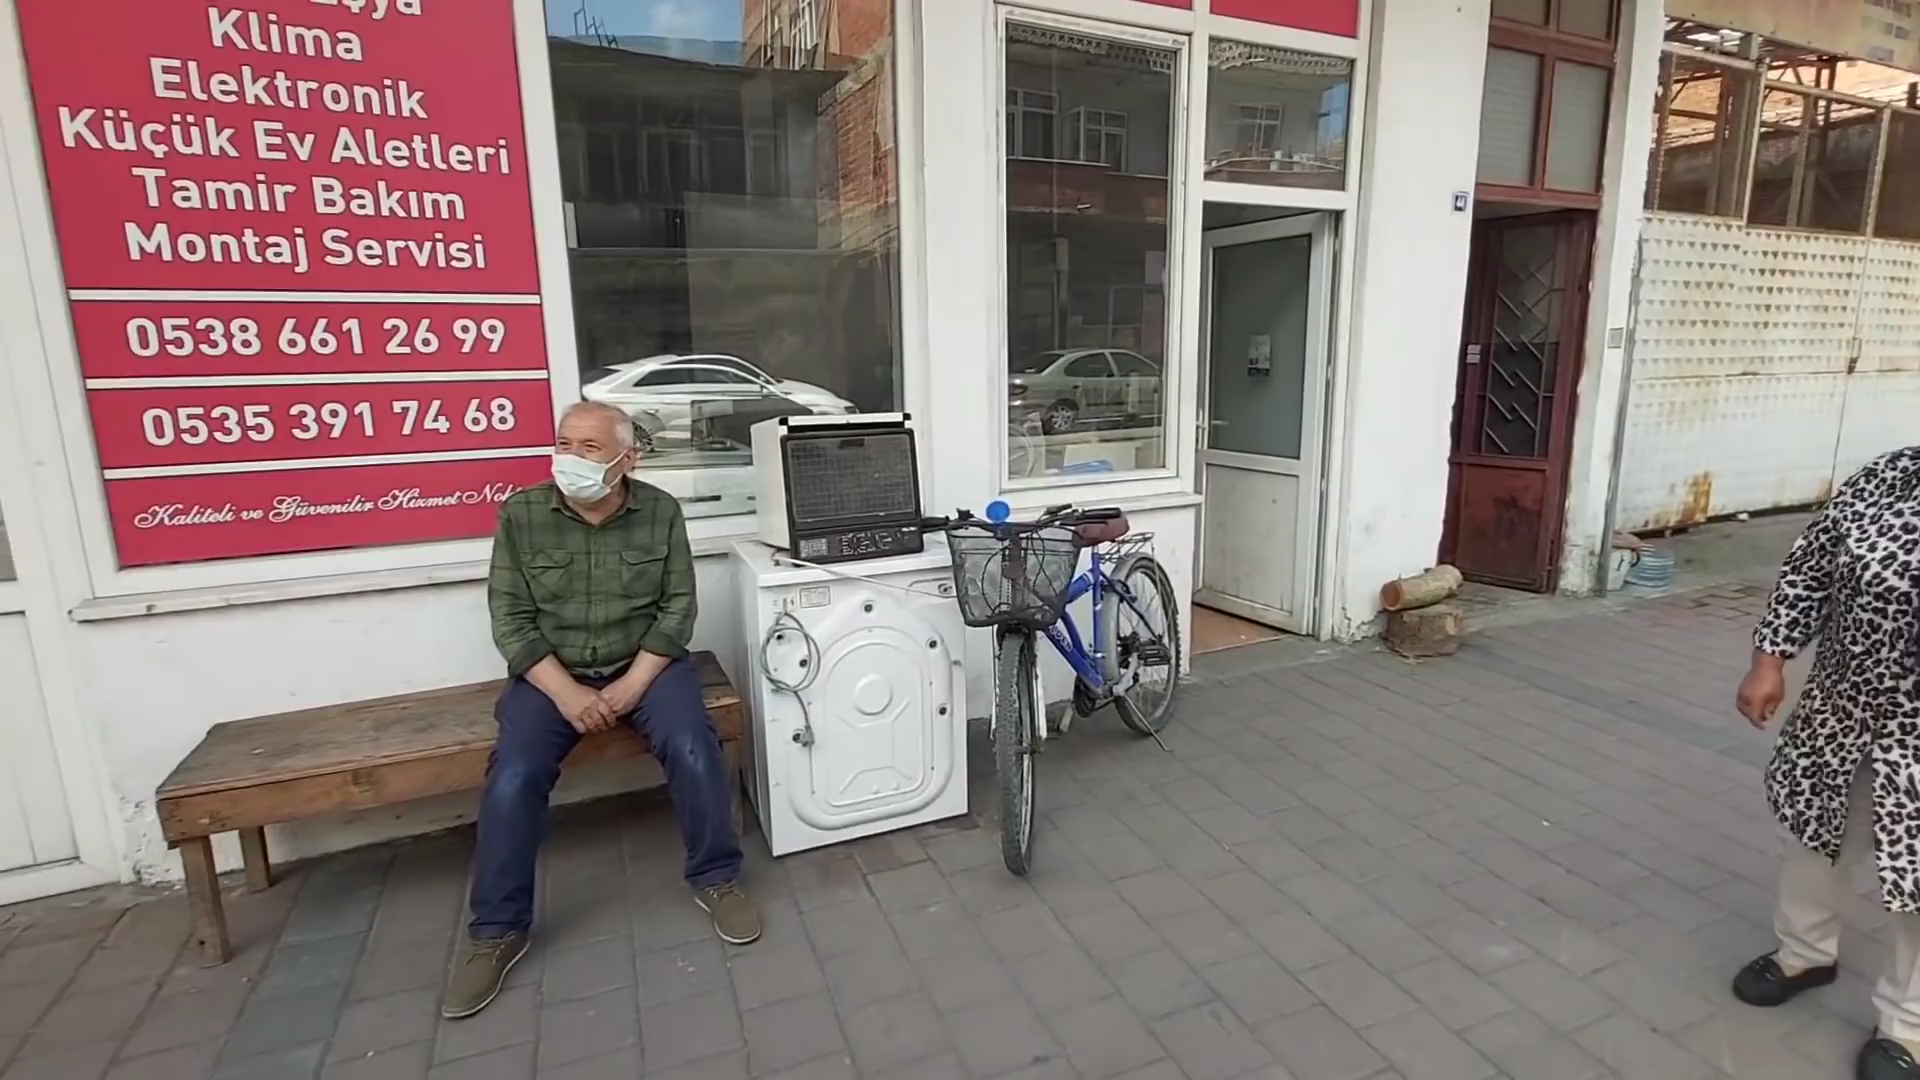 Eşya
Klima
Elektronik
Küçük Ev Aletleri
Tamir Bakım
Montaj Servisi
0538 661 26 99
0535 391 74 68
Kaliteli ve Güvenilir Hizmet